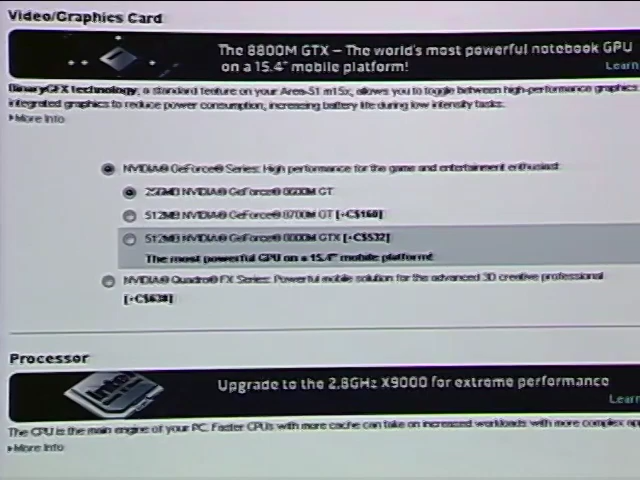 Video/Graphics Card
The 8800M GTX – The world's most powerful notebook GPU
on a 15.4" mobile platform!
Learn
BinaryGFX technology, a standard feature on your Area-51 m15x, allows you to toggle between high-performance graphics
integrated graphics to reduce power consumption, increasing battery life during low intensity tasks.
More Info
NVIDIA® GeForce® Series: High performance for the game and entertainment enthusiast
256MB NVIDIA® GeForce® 8600M GT
512MB NVIDIA® GeForce® 8700M GT [+C$160]
512MB NVIDIA® GeForce® 8800M GTX [+C$532]
The most powerful GPU on a 15.4" mobile platform!
NVIDIA® Quadro® FX Series: Powerful mobile solution for the advanced 3D creative professional
Processor
Intel
Upgrade to the 2.8GHz X9000 for extreme performance
Learn
The CPU is the main engine of your PC. Faster CPUs with more cache can take on increased workloads with more complex
More Info